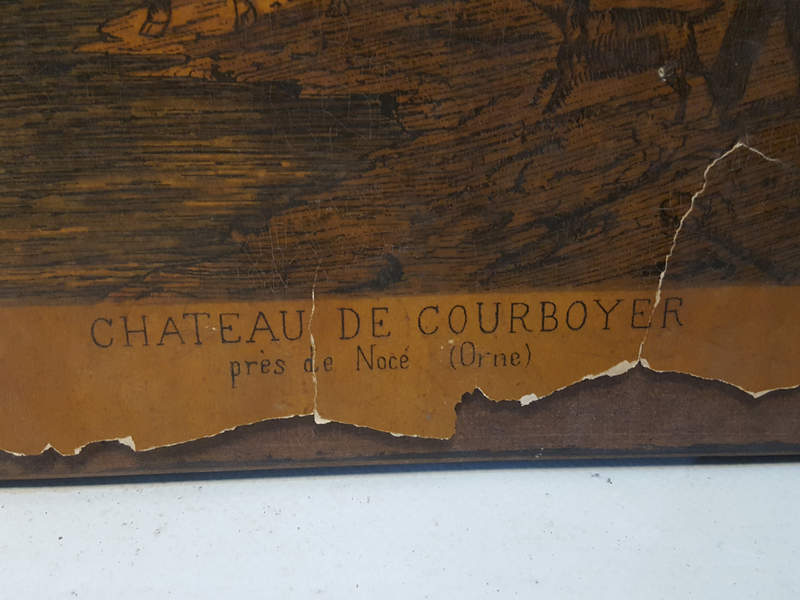 CHATEAU DE COURBOYER
près de Nocé (Orne)